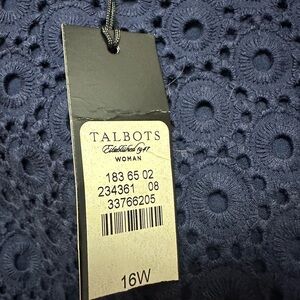 TALBOTS
Established 1947
WOMAN
183 65 02
234361 08
33766205
16W